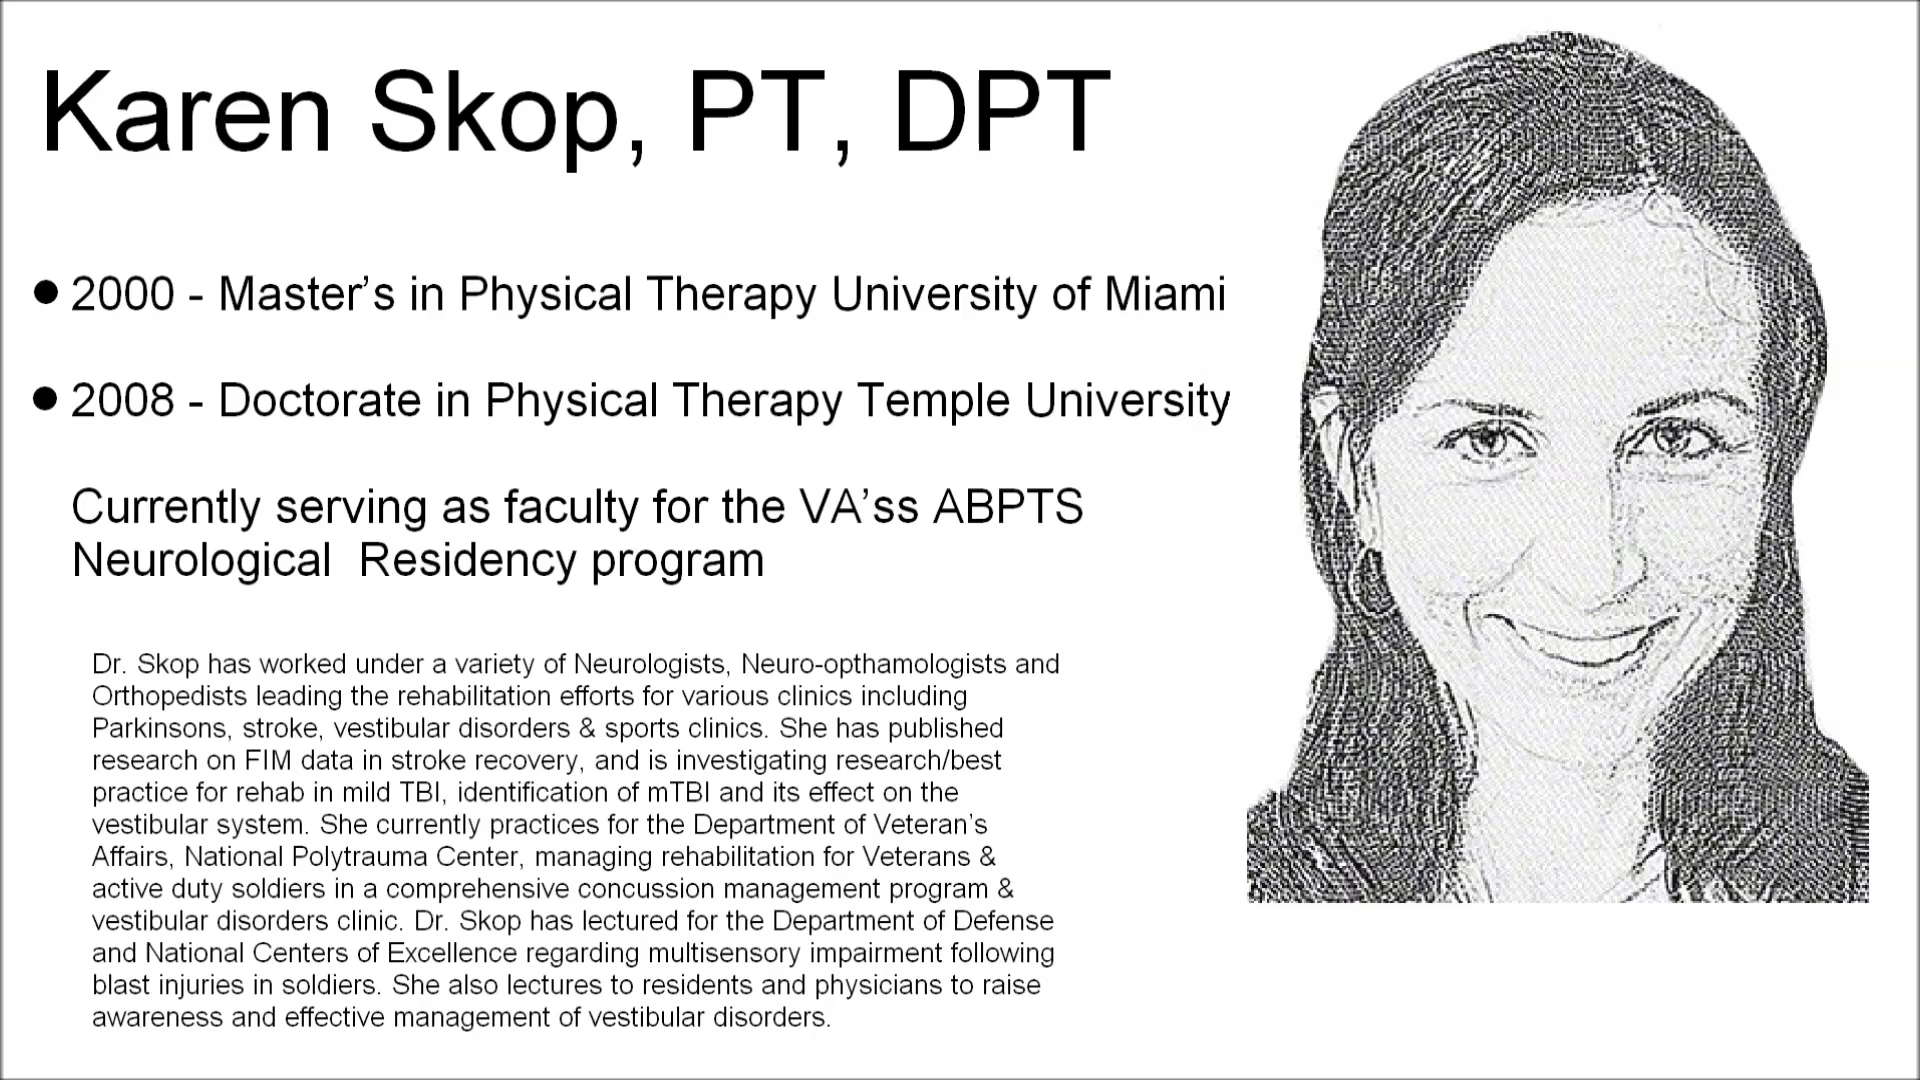 Karen Skop, PT, DPT
● 2000 - Master’s in Physical Therapy University of Miami
● 2008 - Doctorate in Physical Therapy Temple University
Currently serving as faculty for the VA’ss ABPTS
Neurological  Residency program
Dr. Skop has worked under a variety of Neurologists, Neuro-opthamologists and
Orthopedists leading the rehabilitation efforts for various clinics including
Parkinsons, stroke, vestibular disorders & sports clinics. She has published
research on FIM data in stroke recovery, and is investigating research/best
practice for rehab in mild TBI, identification of mTBI and its effect on the
vestibular system. She currently practices for the Department of Veteran’s
Affairs, National Polytrauma Center, managing rehabilitation for Veterans &
active duty soldiers in a comprehensive concussion management program &
vestibular disorders clinic. Dr. Skop has lectured for the Department of Defense
and National Centers of Excellence regarding multisensory impairment following
blast injuries in soldiers. She also lectures to residents and physicians to raise
awareness and effective management of vestibular disorders.